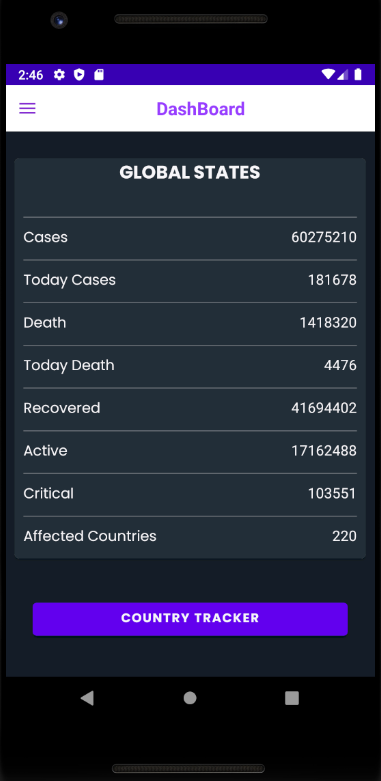 2:46
DashBoard
GLOBAL STATES
Cases 60275210
Today Cases 181678
Death 1418320
Today Death 4476
Recovered 41694402
Active 17162488
Critical 103551
Affected Countries 220
COUNTRY TRACKER